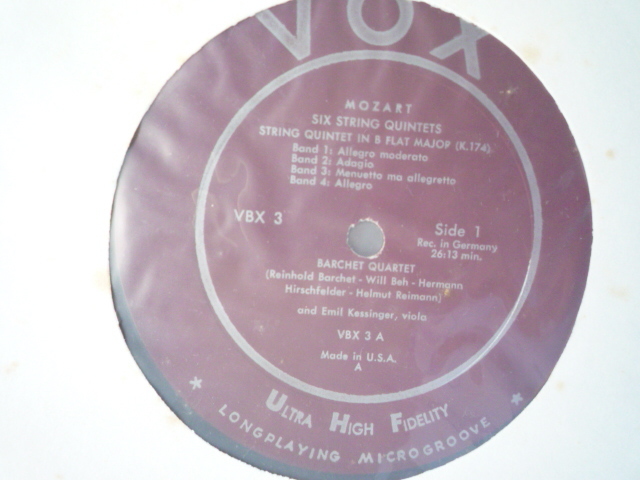 VOX
MOZART
SIX STRING QUINTETS
STRING QUINTET IN B FLAT MAJOR (K.174)
Band 1: Allegro moderato
Band 2: Adagio
Band 3: Menuetto ma allegretto
Band 4: Allegro
VBX 3
Side 1
Rec. in Germany
26:13 min.
BARCHET QUARTET
(Reinhold Barchet - Will Beh - Hermann
Hirschfelder - Helmut Reimann)
and Emil Kessinger, viola
VBX 3 A
Made in U.S.A.
A
ULTRA HIGH FIDELITY
* LONGPLAYING MICROGROOVE *